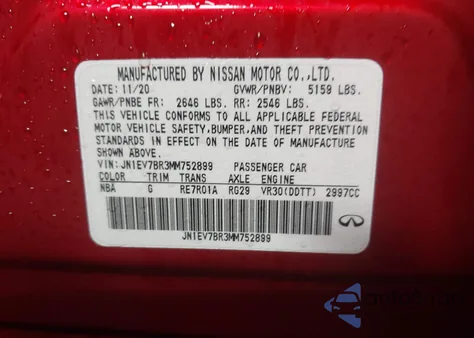 MANUFACTURED BY NISSAN MOTOR CO.,LTD.
DATE: 11/20 GVWR/PNBV: 5159 LBS.
GAWR/PNBE FR: 2646 LBS. RR: 2546 LBS.
THIS VEHICLE CONFORMS TO ALL APPLICABLE FEDERAL
MOTOR VEHICLE SAFETY,BUMPER,AND THEFT PREVENTION
STANDARDS IN EFFECT ON THE DATE OF MANUFACTURE
SHOWN ABOVE.
VIN:JN1EV7BR3MM752899 PASSENGER CAR
COLOR TRIM TRANS AXLE ENGINE
NBA G RE7R01A RG29 VR30(DDTT) 2997CC
JN1EV7BR3MM752899